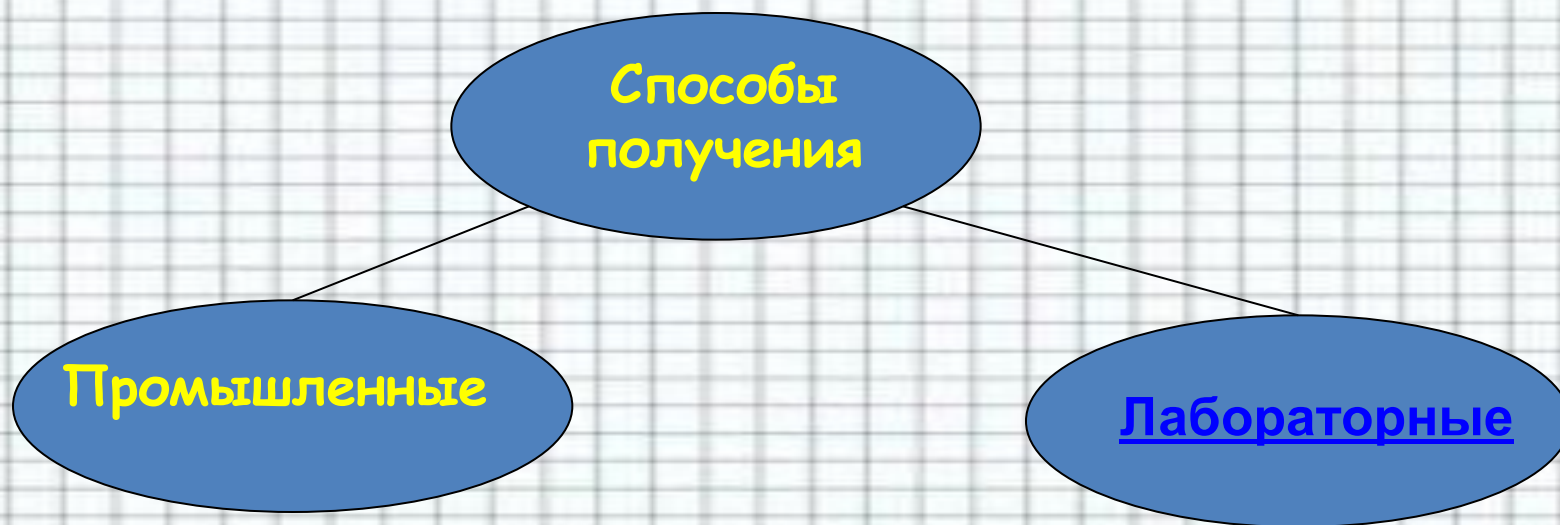 Способы
получения
Промышленные
Лабораторные